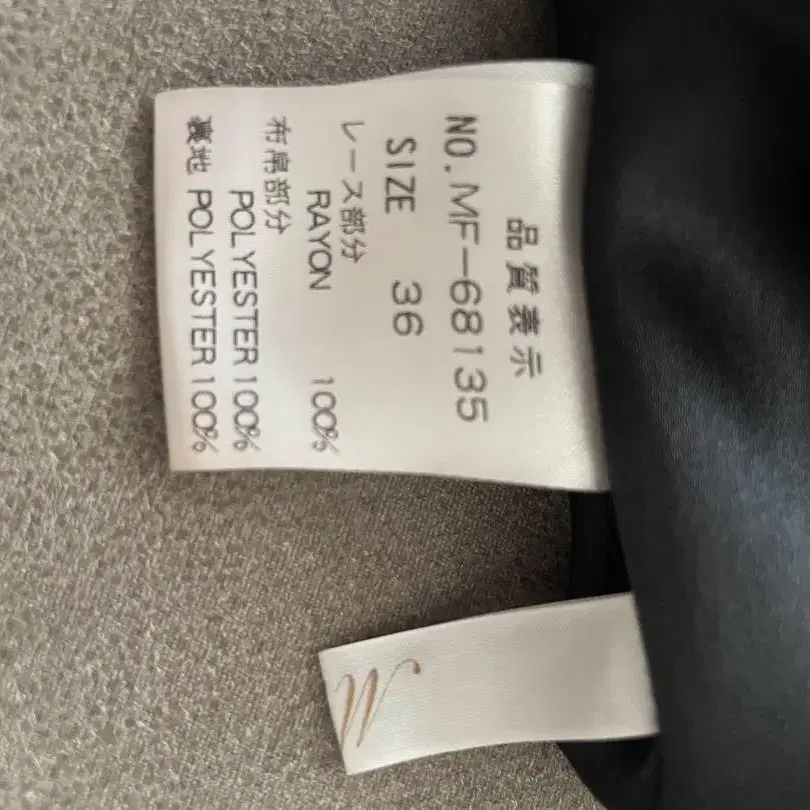 品質表示
NO.MF-68135
SIZE 36
レース部分
RAYON 100%
布帛部分
POLYESTER 100%
裏地 POLYESTER 100%
M